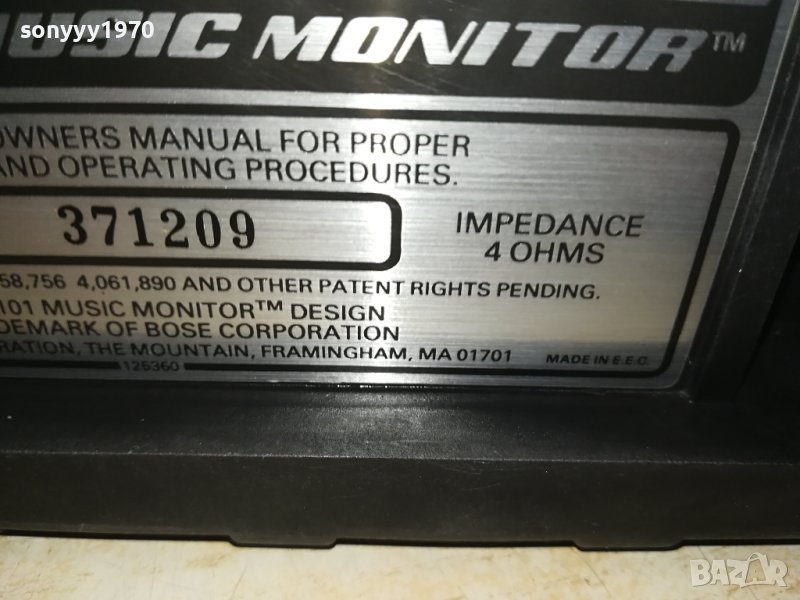 sonyyy1970
MUSIC MONITOR™
OWNERS MANUAL FOR PROPER
AND OPERATING PROCEDURES.
371209
IMPEDANCE
4 OHMS
58,756 4,061,890 AND OTHER PATENT RIGHTS PENDING.
101 MUSIC MONITOR™ DESIGN
DEMARK OF BOSE CORPORATION
RATION, THE MOUNTAIN, FRAMINGHAM, MA 01701
MADE IN E.E.C.
125360
BAZAR